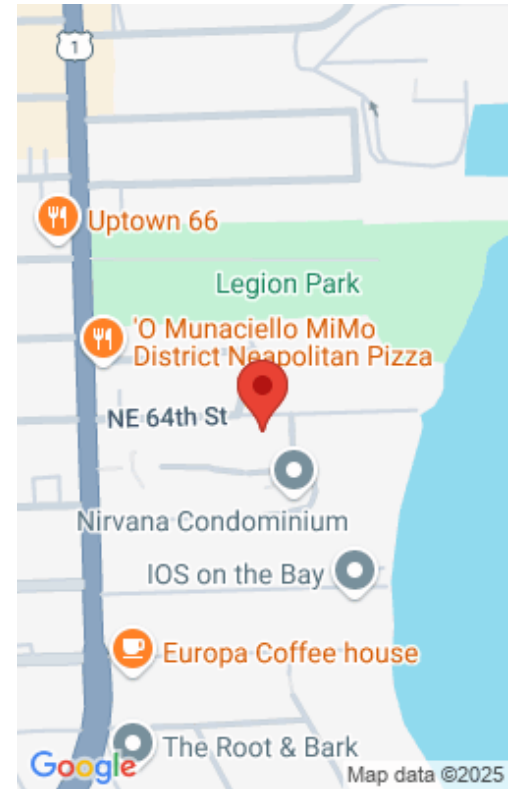 1
Uptown 66
Legion Park
'O Munaciello MiMo
District Neapolitan Pizza
NE 64th St
Nirvana Condominium
IOS on the Bay
Europa Coffee house
The Root & Bark
Google
Map data ©2025